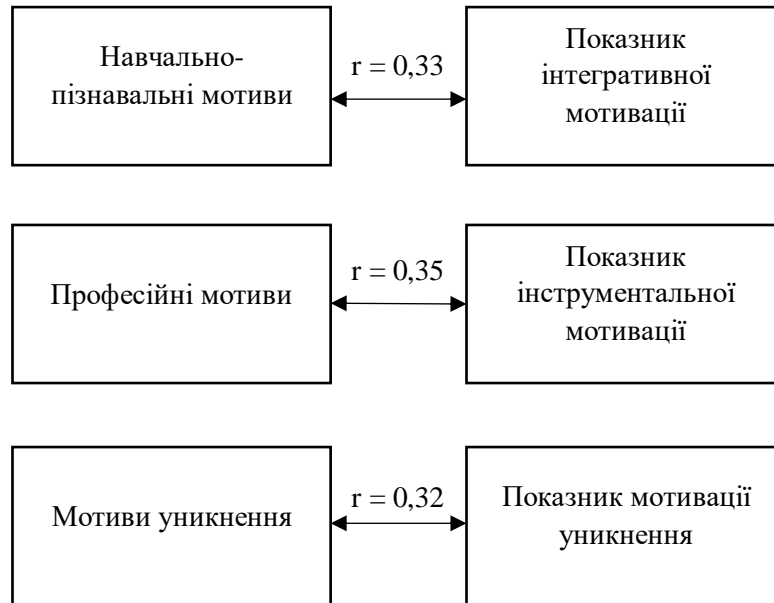 Навчально-
пізнавальні мотиви
r = 0,33
Показник
інтегративної
мотивації
Професійні мотиви
r = 0,35
Показник
інструментальної
мотивації
Мотиви уникнення
r = 0,32
Показник мотивації
уникнення